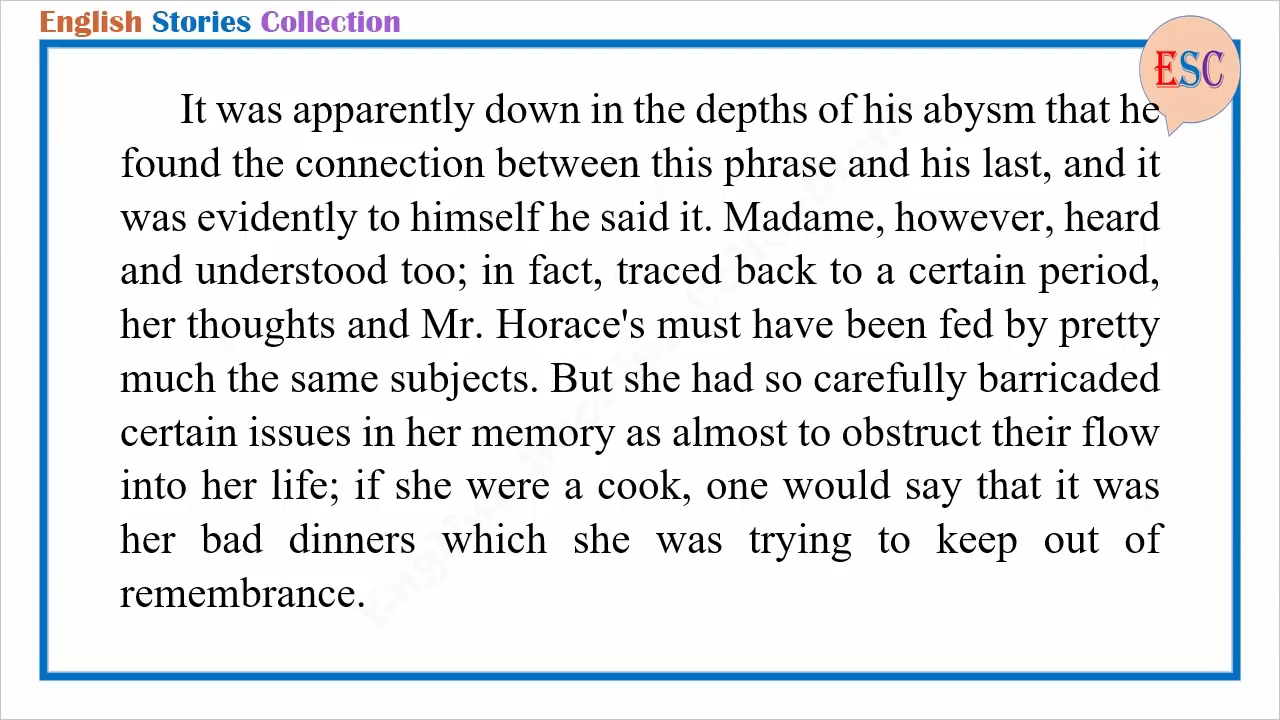 English Stories Collection
ESC
It was apparently down in the depths of his abysm that he
found the connection between this phrase and his last, and it
was evidently to himself he said it. Madame, however, heard
and understood too; in fact, traced back to a certain period,
her thoughts and Mr. Horace's must have been fed by pretty
much the same subjects. But she had so carefully barricaded
certain issues in her memory as almost to obstruct their flow
into her life; if she were a cook, one would say that it was
her bad dinners which she was trying to keep out of
remembrance.